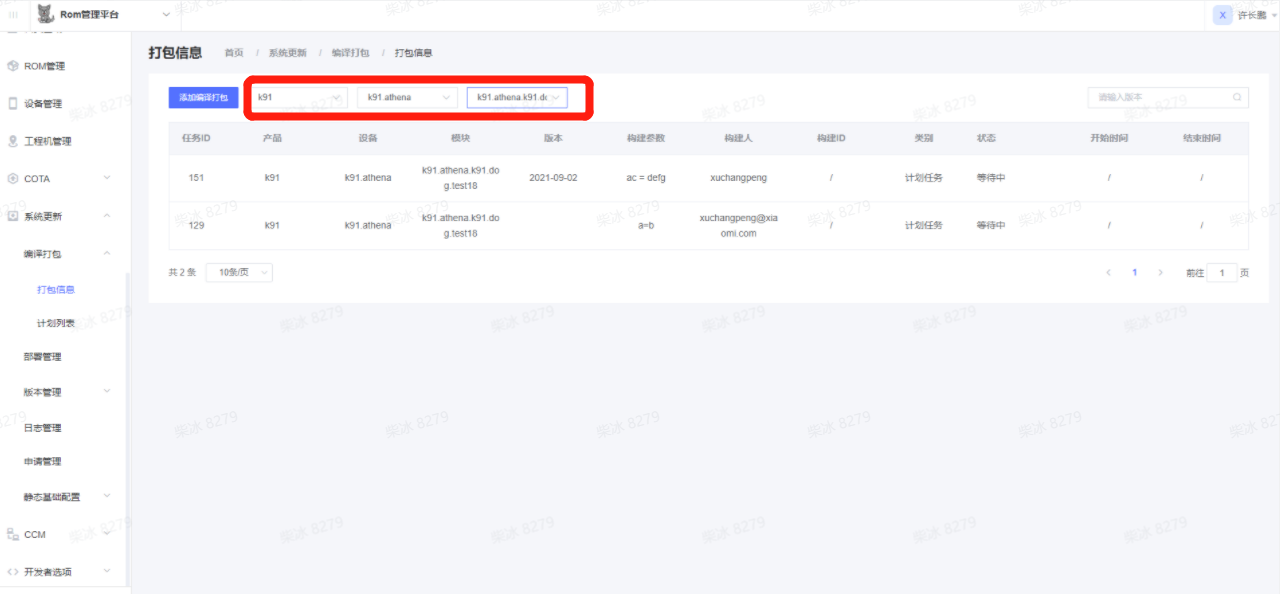 Rom管理平台
X 许长鹏
ROM管理
设备管理
工程机管理
COTA
系统更新
编译打包
打包信息
计划列表
部署管理
版本管理
日志管理
申请管理
静态基础配置
CCM
开发者选项
打包信息 首页 / 系统更新 / 编译打包 / 打包信息
添加编译打包 k91 k91.athena k91.athena.k91.dc 请输入版本
任务ID 产品 设备 模块 版本 构建参数 构建人 构建ID 类别 状态 开始时间 结束时间
151 k91 k91.athena k91.athena.k91.do
g.test18 2021-09-02 ac = defg xuchangpeng / 计划任务 等待中 / /
129 k91 k91.athena k91.athena.k91.do
g.test18 a=b xuchangpeng@xia
omi.com / 计划任务 等待中 / /
共 2 条 10条/页 1 前往 1 页
柴冰 8279